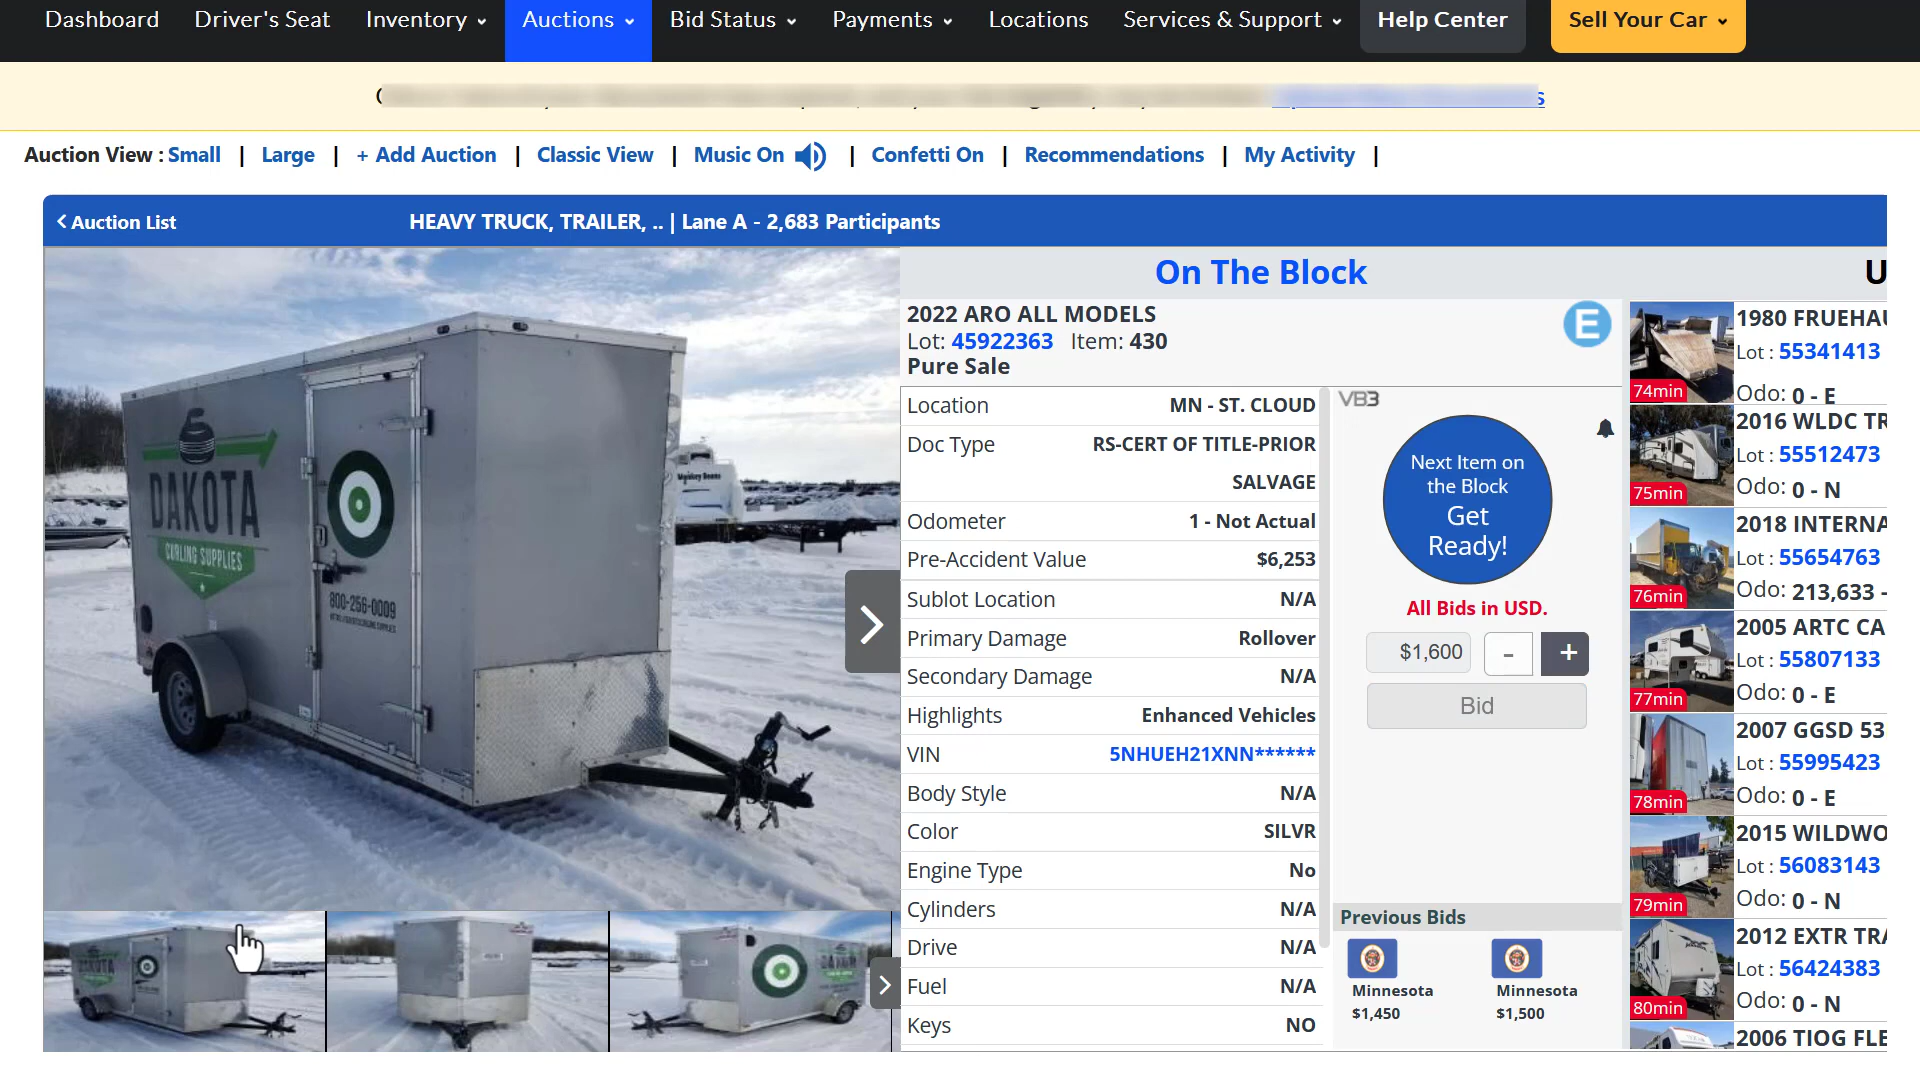 Dashboard
Driver's Seat
Inventory
Auctions
Bid Status
Payments
Locations
Services & Support
Help Center
Sell Your Car
Auction View : Small | Large | + Add Auction | Classic View | Music On | Confetti On | Recommendations | My Activity |
Auction List
HEAVY TRUCK, TRAILER, .. | Lane A - 2,683 Participants
DAKOTA
CURLING SUPPLIES
800-256-0009
On The Block
2022 ARO ALL MODELS
Lot: 45922363 Item: 430
Pure Sale
E
Location MN - ST. CLOUD
Doc Type RS-CERT OF TITLE-PRIOR
SALVAGE
Odometer 1 - Not Actual
Pre-Accident Value $6,253
Sublot Location N/A
Primary Damage Rollover
Secondary Damage N/A
Highlights Enhanced Vehicles
VIN 5NHUEH21XNN******
Body Style N/A
Color SILVR
Engine Type No
Cylinders N/A
Drive N/A
Fuel N/A
Keys NO
VB3
Next Item on
the Block
Get
Ready!
All Bids in USD.
$1,600 - +
Bid
Previous Bids
Minnesota
$1,450
Minnesota
$1,500
U
1980 FRUEHAU
Lot : 55341413
74min
Odo: 0 - E
2016 WLDC TR
Lot : 55512473
75min
Odo: 0 - N
2018 INTERNA
Lot : 55654763
76min
Odo: 213,633 -
2005 ARTC CA
Lot : 55807133
77min
Odo: 0 - E
2007 GGSD 53
Lot : 55995423
78min
Odo: 0 - E
2015 WILDWO
Lot : 56083143
79min
Odo: 0 - N
2012 EXTR TRA
Lot : 56424383
80min
Odo: 0 - N
2006 TIOG FLE